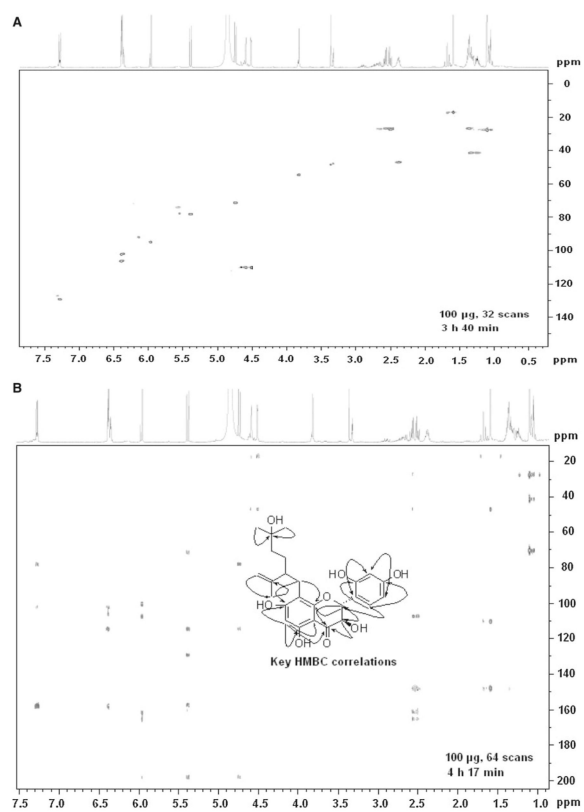 A
ppm
0
20
40
60
80
100
120
140
100 µg, 32 scans
3 h 40 min
7.5 7.0 6.5 6.0 5.5 5.0 4.5 4.0 3.5 3.0 2.5 2.0 1.5 1.0 0.5 ppm
B
ppm
20
40
60
80
100
120
140
160
180
200
OH
HO
OH
O
HO
OH
OH
O
Key HMBC correlations
100 µg, 64 scans
4 h 17 min
7.5 7.0 6.5 6.0 5.5 5.0 4.5 4.0 3.5 3.0 2.5 2.0 1.5 1.0 ppm